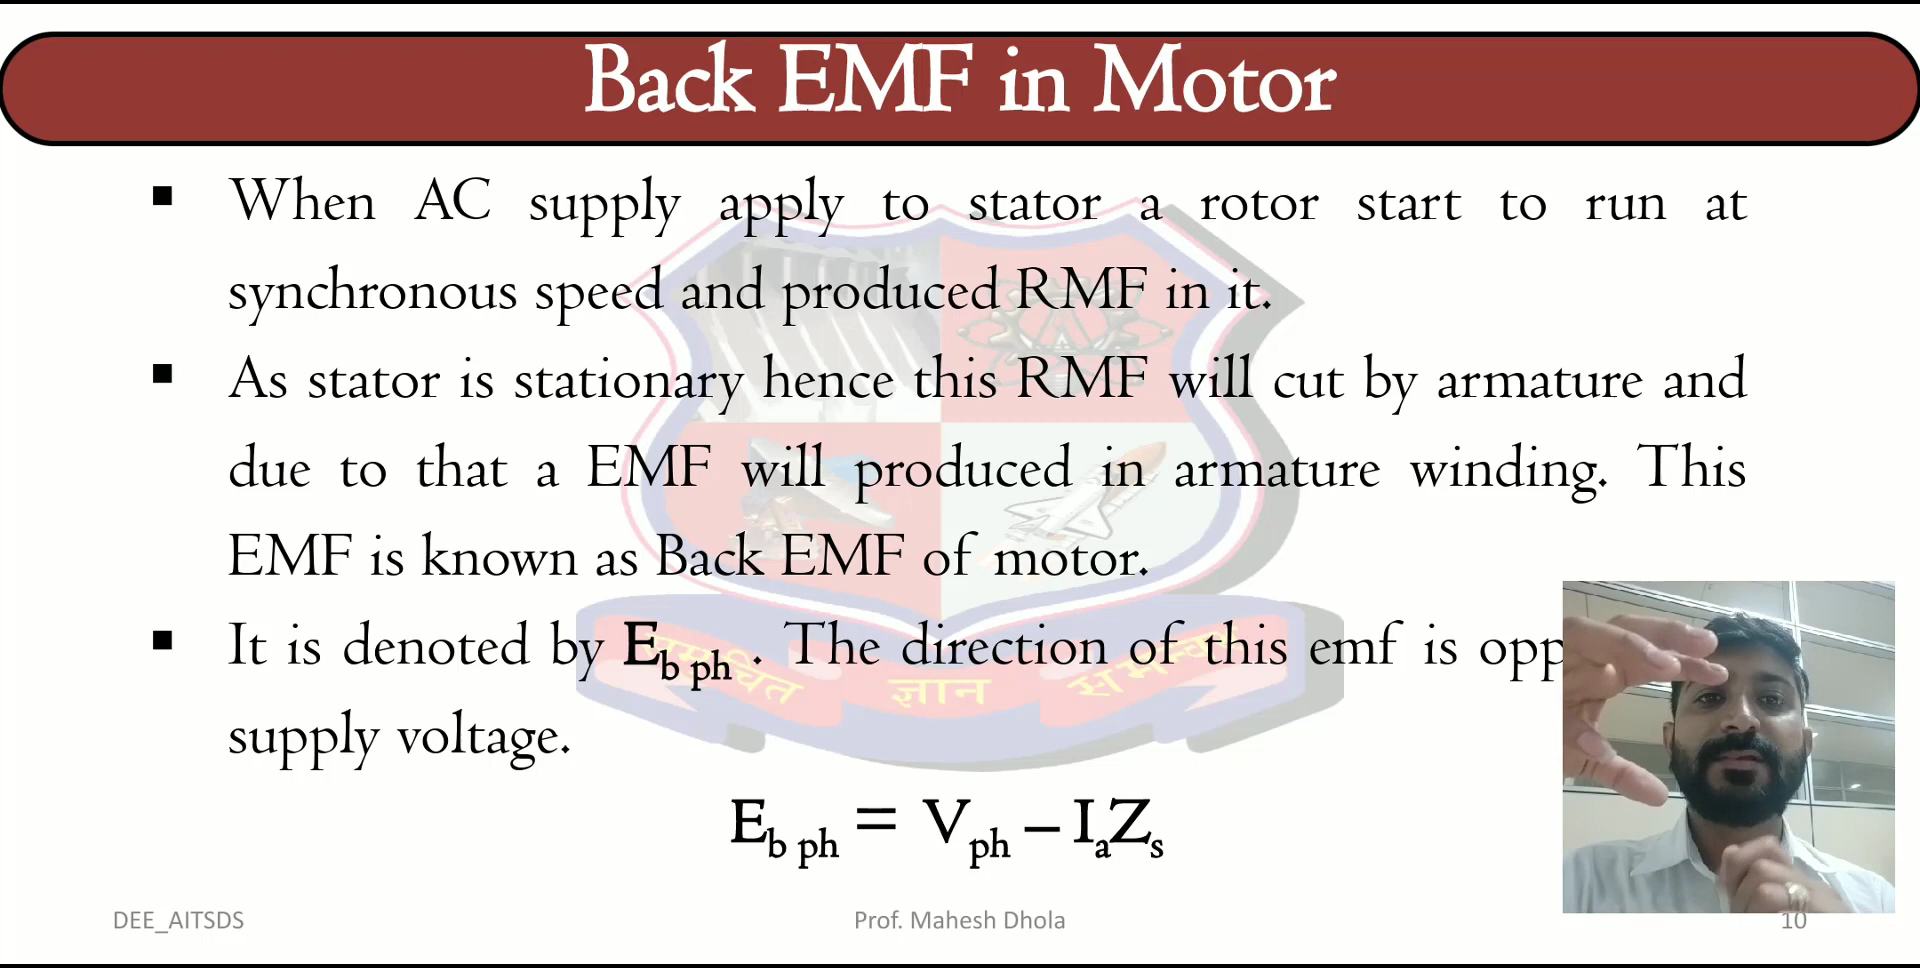 Back EMF in Motor
▪ When AC supply apply to stator a rotor start to run at
synchronous speed and produced RMF in it.
▪ As stator is stationary hence this RMF will cut by armature and
due to that a EMF will produced in armature winding. This
EMF is known as Back EMF of motor.
▪ It is denoted by E_b ph . The direction of this emf is opp
supply voltage.
ज्ञान
E_b ph = V_ph – I_aZ_s
DEE_AITSDS Prof. Mahesh Dhola 10